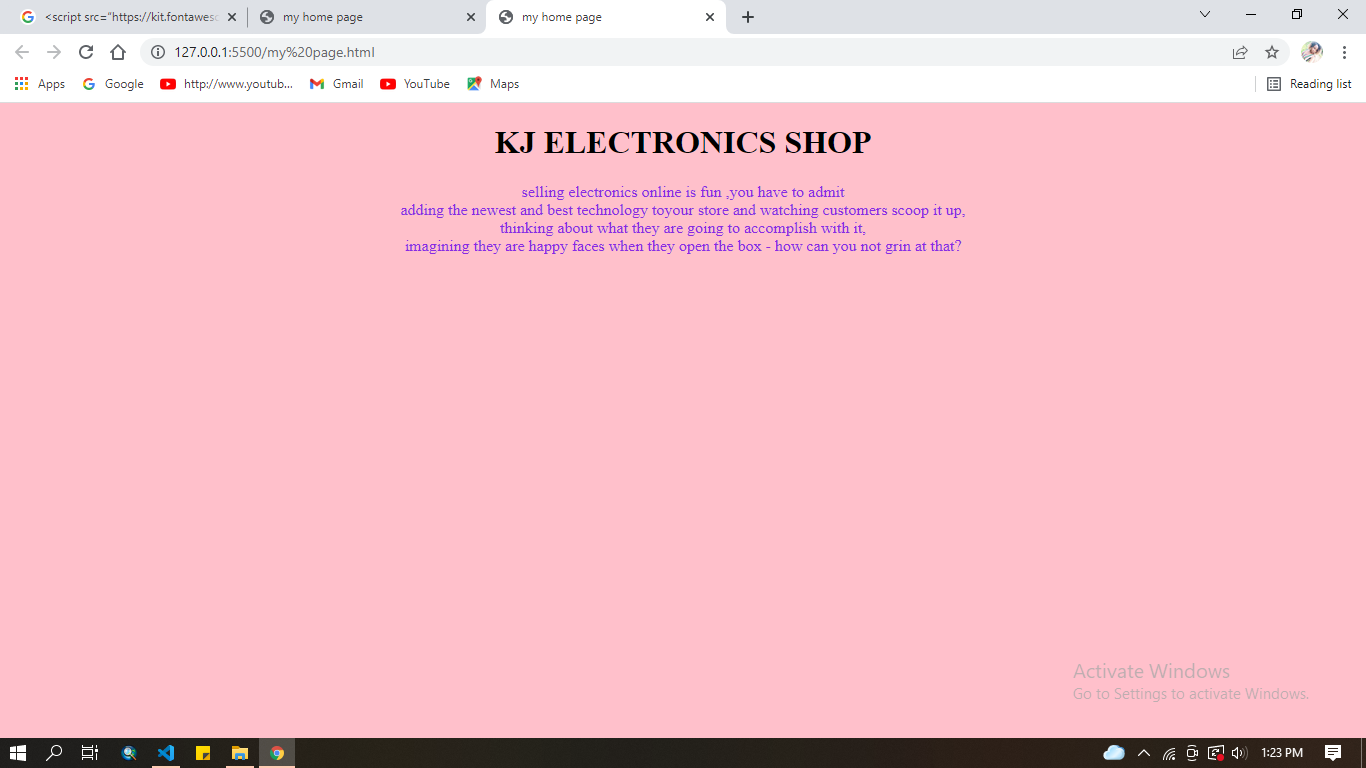 <script src="https://kit.fontawesc
my home page
my home page
127.0.0.1:5500/my%20page.html
Apps
Google
http://www.youtub...
Gmail
YouTube
Maps
Reading list
KJ ELECTRONICS SHOP
selling electronics online is fun ,you have to admit
adding the newest and best technology toyour store and watching customers scoop it up,
thinking about what they are going to accomplish with it,
imagining they are happy faces when they open the box - how can you not grin at that?
Activate Windows
Go to Settings to activate Windows.
1:23 PM